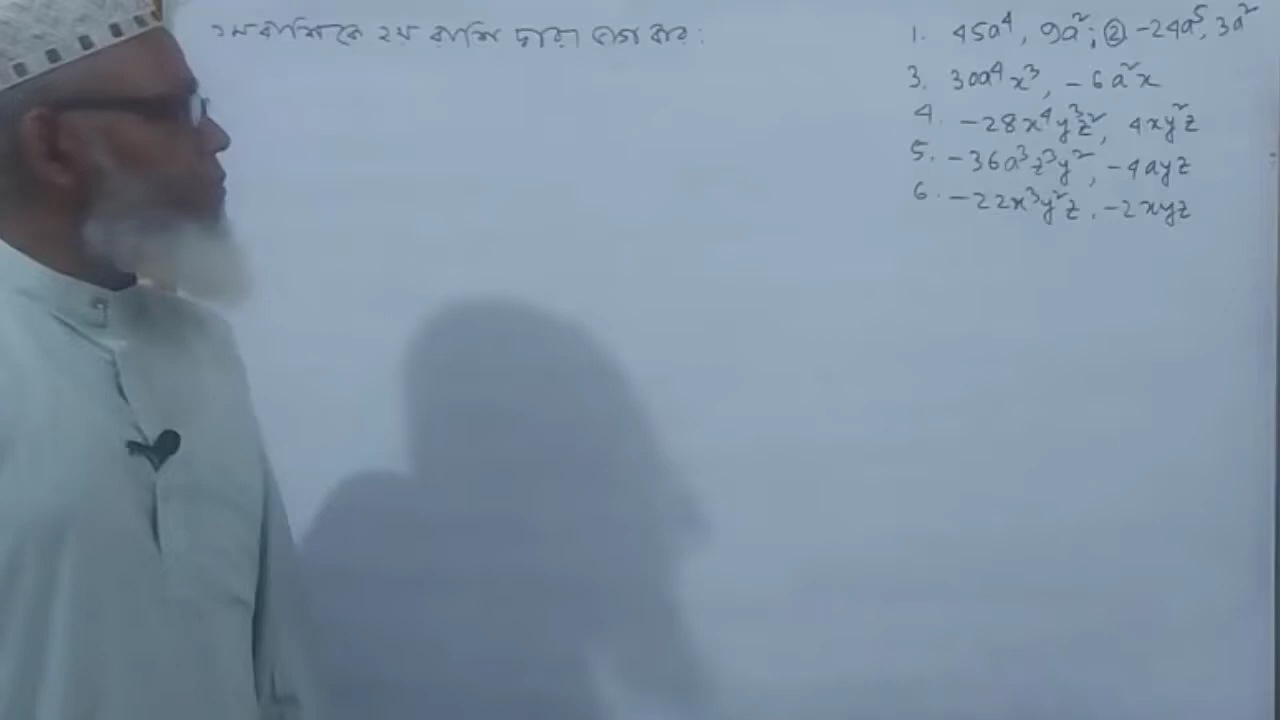 ১ম রাশিকে ২য় রাশি দ্বারা ভাগ কর:
1. 45a⁴, 9a²; ② -24a⁵, 3a²
3. 30a⁴x³, -6a²x
4. -28x⁴y³z², 4xy²z
5. -36a³z³y², -4ayz
6. -22x³y²z, -2xyz